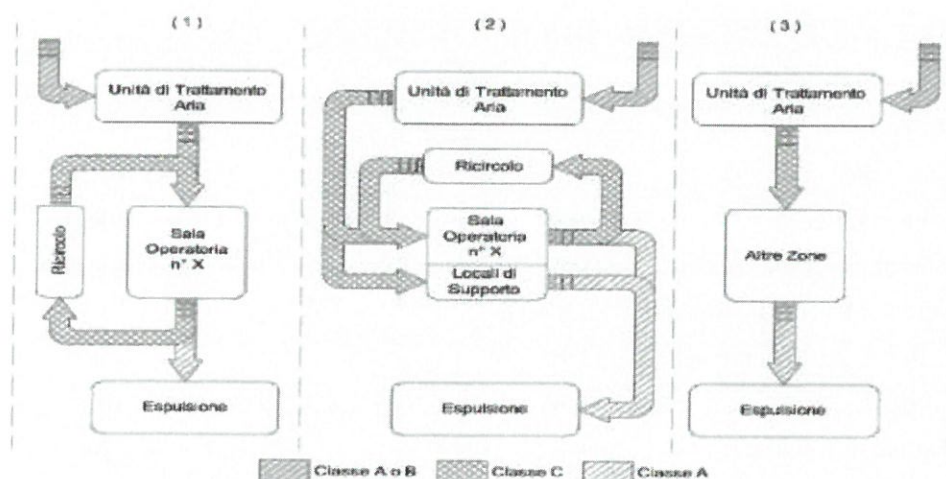 ( 1 )
Unità di Trattamento
Aria
Ricircolo
Sala
Operatoria
n° X
Espulsione
( 2 )
Unità di Trattamento
Aria
Ricircolo
Sala
Operatoria
n° X
Locali di
Supporto
Espulsione
( 3 )
Unità di Trattamento
Aria
Altre Zone
Espulsione
Classe A o B
Classe C
Classe A